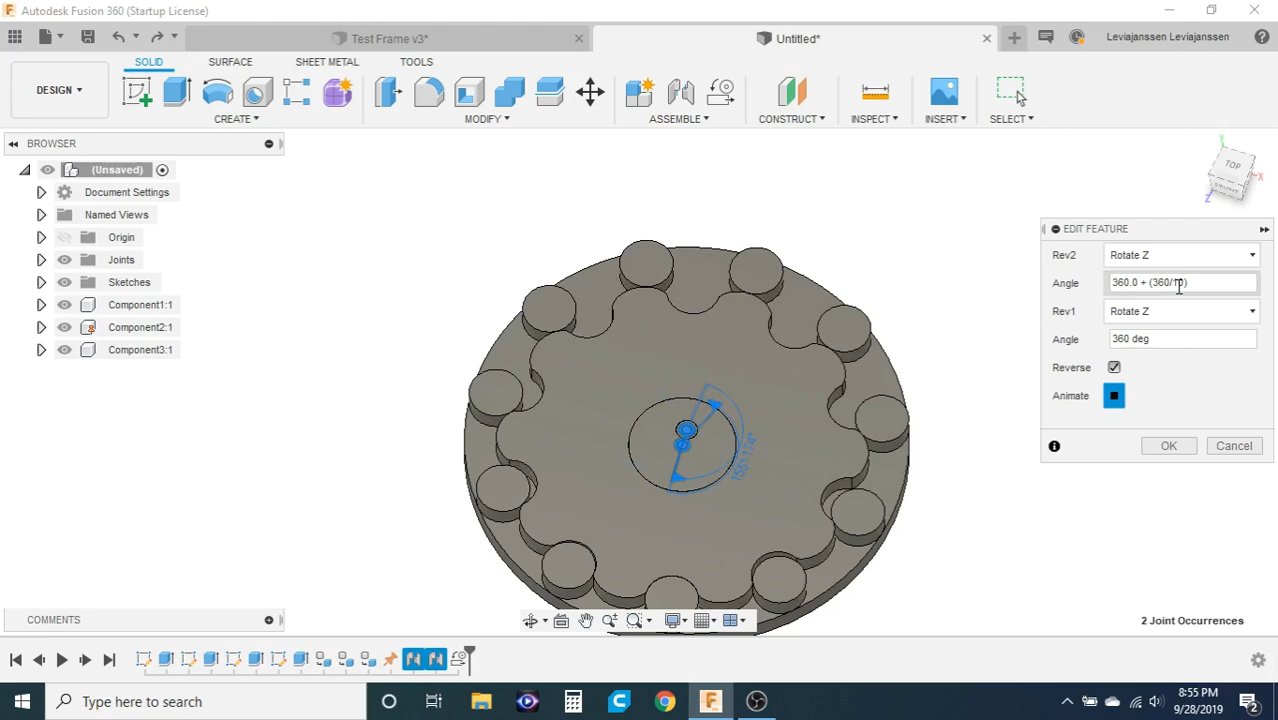 Autodesk Fusion 360 (Startup License)
Test Frame v3*
Untitled*
Leviajanssen Leviajanssen
SOLID
SURFACE
SHEET METAL
TOOLS
DESIGN
CREATE
MODIFY
ASSEMBLE
CONSTRUCT
INSPECT
INSERT
SELECT
BROWSER
(Unsaved)
Document Settings
Named Views
Origin
Joints
Sketches
Component1:1
Component2:1
Component3:1
Y
TOP
X
Z
EDIT FEATURE
Rev2 Rotate Z
Angle 360.0 + (360/10)
Rev1 Rotate Z
Angle 360 deg
Reverse
Animate
OK Cancel
COMMENTS
2 Joint Occurrences
Type here to search
8:55 PM
9/28/2019
2